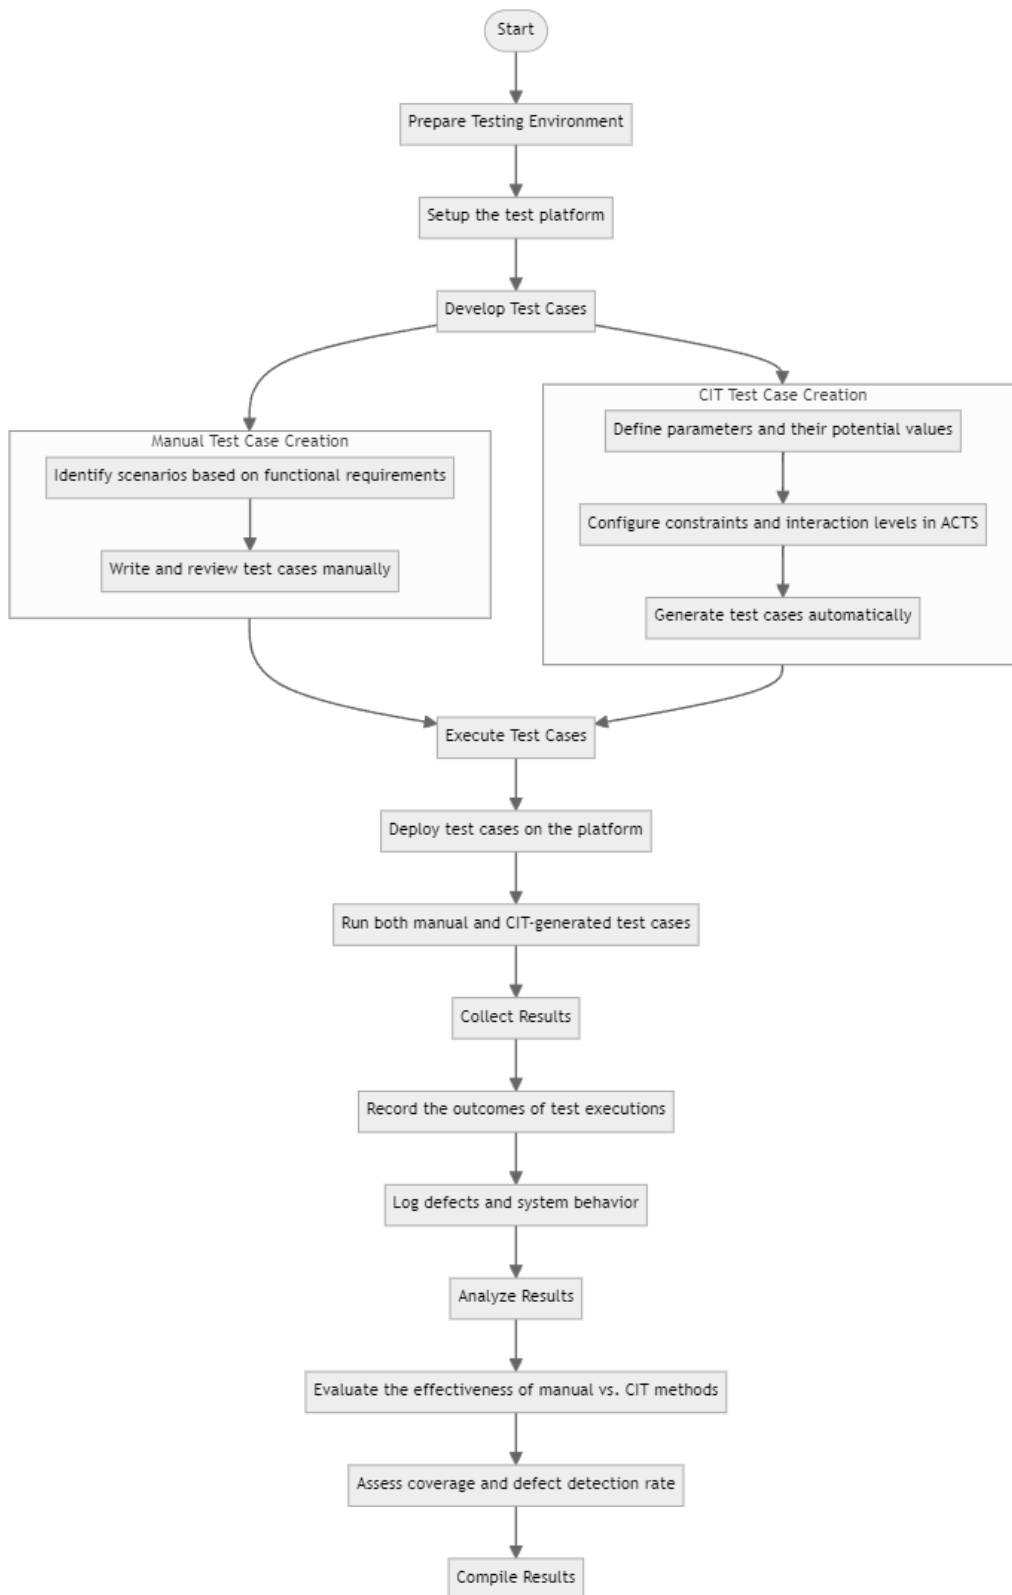 Start
Prepare Testing Environment
Setup the test platform
Develop Test Cases
Manual Test Case Creation
Identify scenarios based on functional requirements
Write and review test cases manually
CIT Test Case Creation
Define parameters and their potential values
Configure constraints and interaction levels in ACTS
Generate test cases automatically
Execute Test Cases
Deploy test cases on the platform
Run both manual and CIT-generated test cases
Collect Results
Record the outcomes of test executions
Log defects and system behavior
Analyze Results
Evaluate the effectiveness of manual vs. CIT methods
Assess coverage and defect detection rate
Compile Results